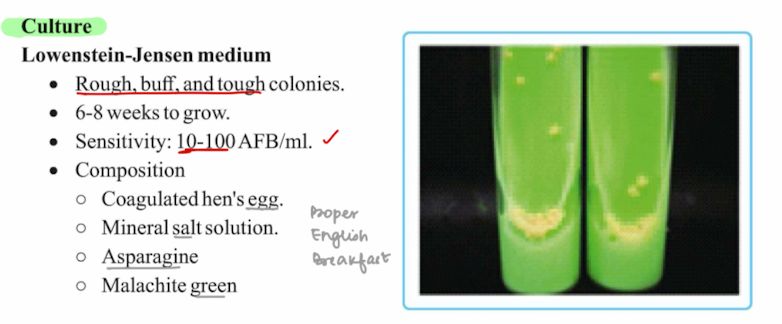 Culture
Lowenstein-Jensen medium
• Rough, buff, and tough colonies.
• 6-8 weeks to grow.
• Sensitivity: 10-100 AFB/ml.
• Composition
○ Coagulated hen's egg.
○ Mineral salt solution.
○ Asparagine
○ Malachite green
Proper
English
Breakfast